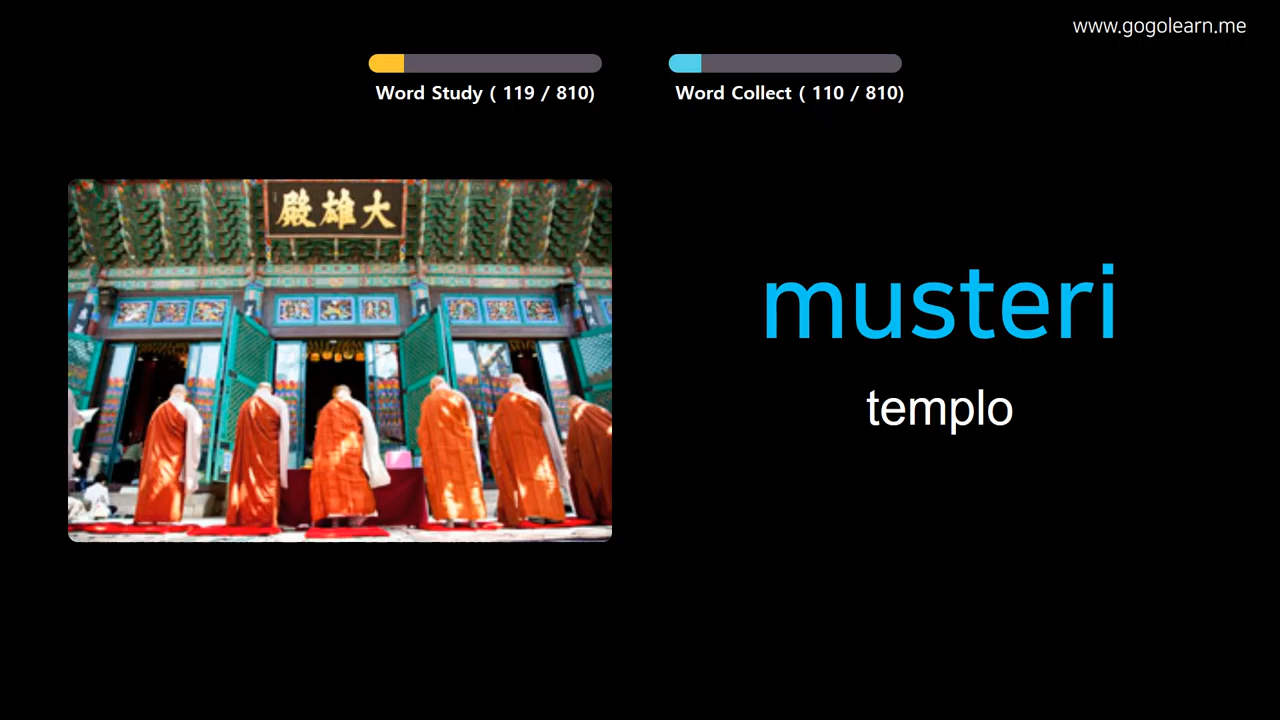 www.gogolearn.me
Word Study ( 119 / 810)
Word Collect ( 110 / 810)
殿雄大
musteri
templo